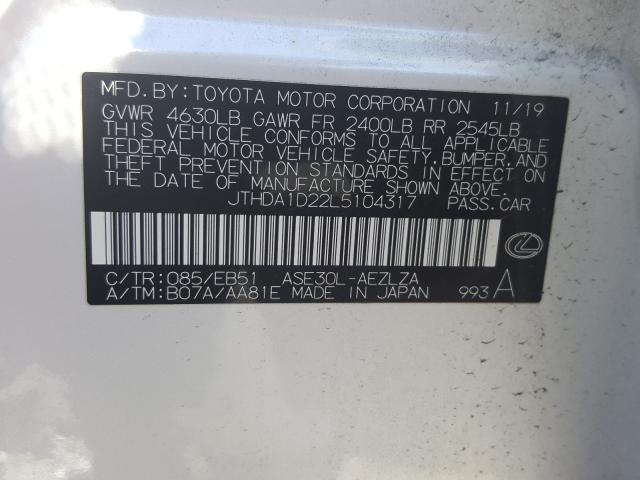 MFD.BY:TOYOTA MOTOR CORPORATION 11/19
GVWR 4630LB GAWR FR 2400LB RR 2545LB
THIS VEHICLE CONFORMS TO ALL APPLICABLE
FEDERAL MOTOR VEHICLE SAFETY,BUMPER,AND
THEFT PREVENTION STANDARDS IN EFFECT ON
THE DATE OF MANUFACTURE SHOWN ABOVE.
JTHDA1D22L5104317 PASS.CAR
C/TR:085/EB51 ASE30L-AEZLZA
A/TM:B07A/AA81E MADE IN JAPAN 993 A